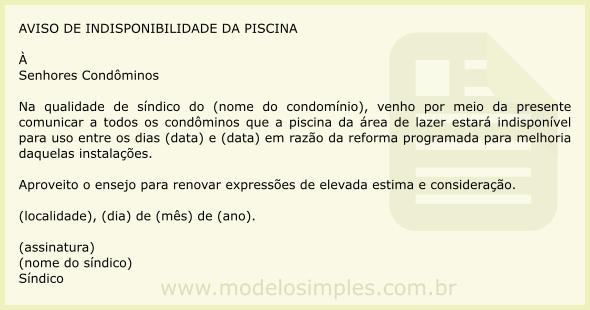 AVISO DE INDISPONIBILIDADE DA PISCINA
À
Senhores Condôminos
Na qualidade de síndico do (nome do condomínio), venho por meio da presente
comunicar a todos os condôminos que a piscina da área de lazer estará indisponível
para uso entre os dias (data) e (data) em razão da reforma programada para melhoria
daquelas instalações.
Aproveito o ensejo para renovar expressões de elevada estima e consideração.
(localidade), (dia) de (mês) de (ano).
(assinatura)
(nome do síndico)
Síndico
www.modelosimples.com.br